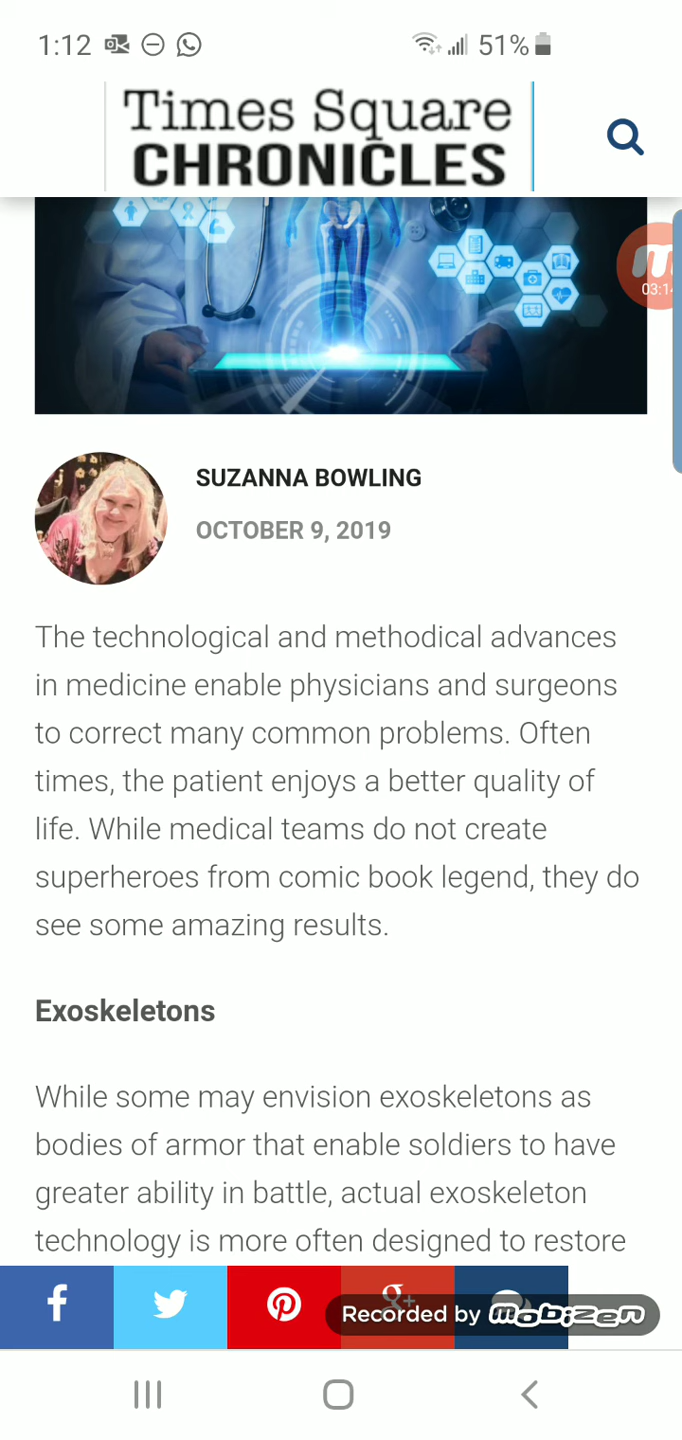 1:12
51%
Times Square
CHRONICLES
03:14
SUZANNA BOWLING
OCTOBER 9, 2019
The technological and methodical advances
in medicine enable physicians and surgeons
to correct many common problems. Often
times, the patient enjoys a better quality of
life. While medical teams do not create
superheroes from comic book legend, they do
see some amazing results.
Exoskeletons
While some may envision exoskeletons as
bodies of armor that enable soldiers to have
greater ability in battle, actual exoskeleton
technology is more often designed to restore
Recorded by mobizen